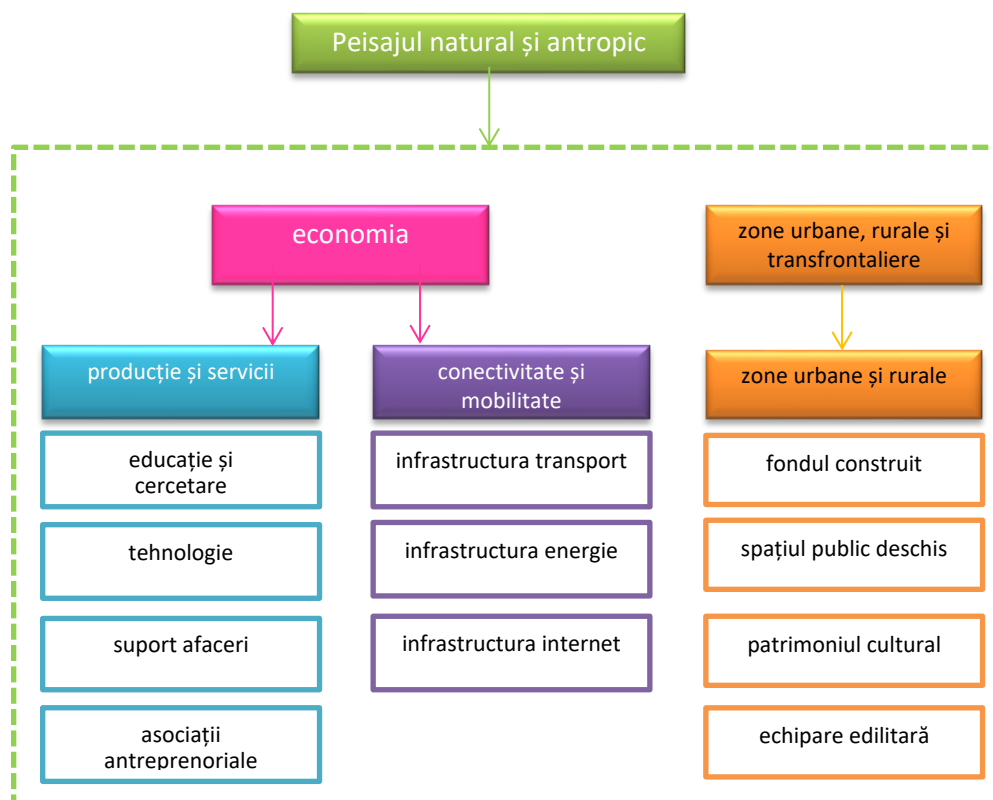 Peisajul natural și antropic
economia
zone urbane, rurale și
transfrontaliere
producție și servicii
conectivitate și
mobilitate
zone urbane și rurale
educație și
cercetare
infrastructura transport
fondul construit
tehnologie
infrastructura energie
spațiul public deschis
suport afaceri
infrastructura internet
patrimoniul cultural
asociații
antreprenoriale
echipare edilitară